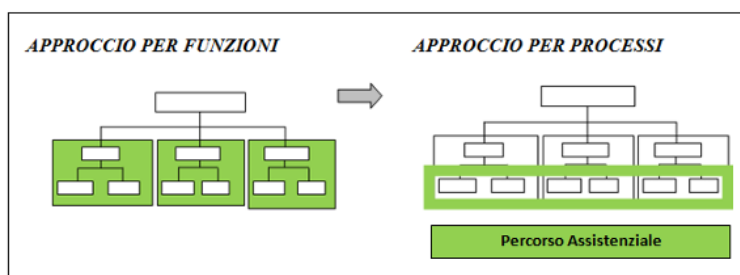 APPROCCIO PER FUNZIONI
APPROCCIO PER PROCESSI
Percorso Assistenziale